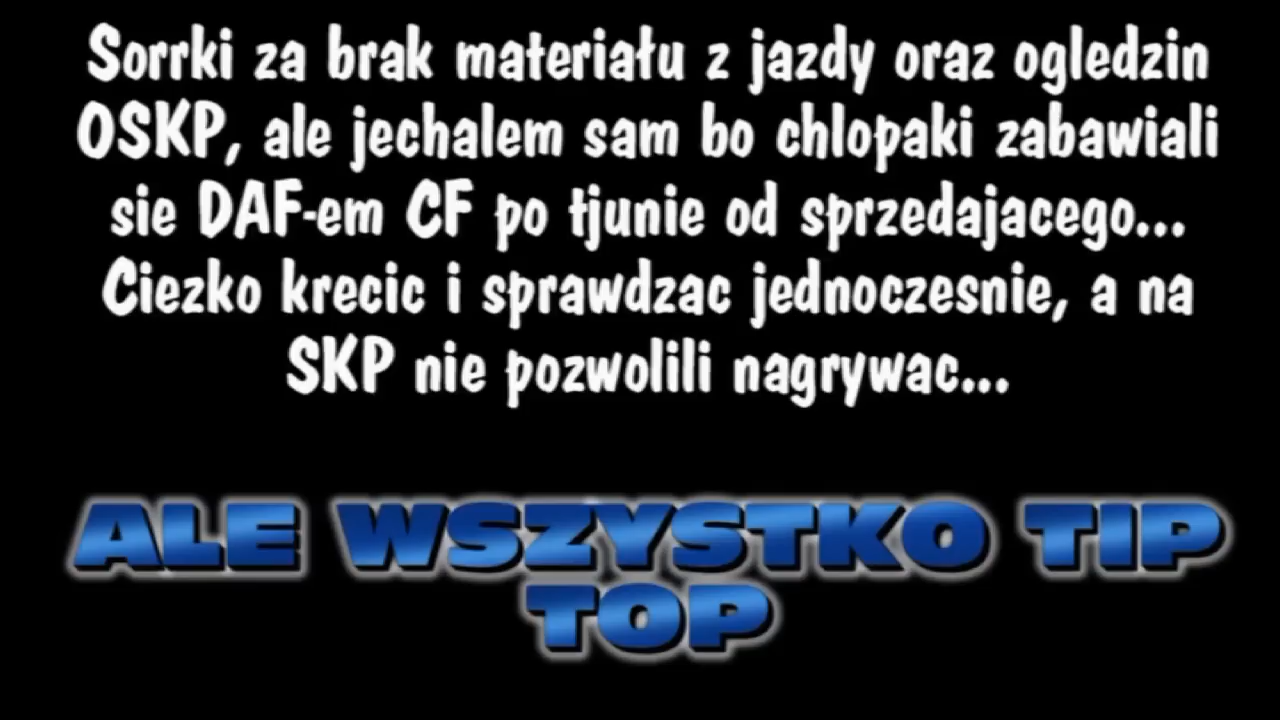 Sorrki za brak materiału z jazdy oraz ogledzin
OSKP, ale jechalem sam bo chlopaki zabawiali
sie DAF-em CF po tjunie od sprzedajacego...
Ciezko krecic i sprawdzac jednoczesnie, a na
SKP nie pozwolili nagrywac...
ALE WSZYSTKO TIP
TOP